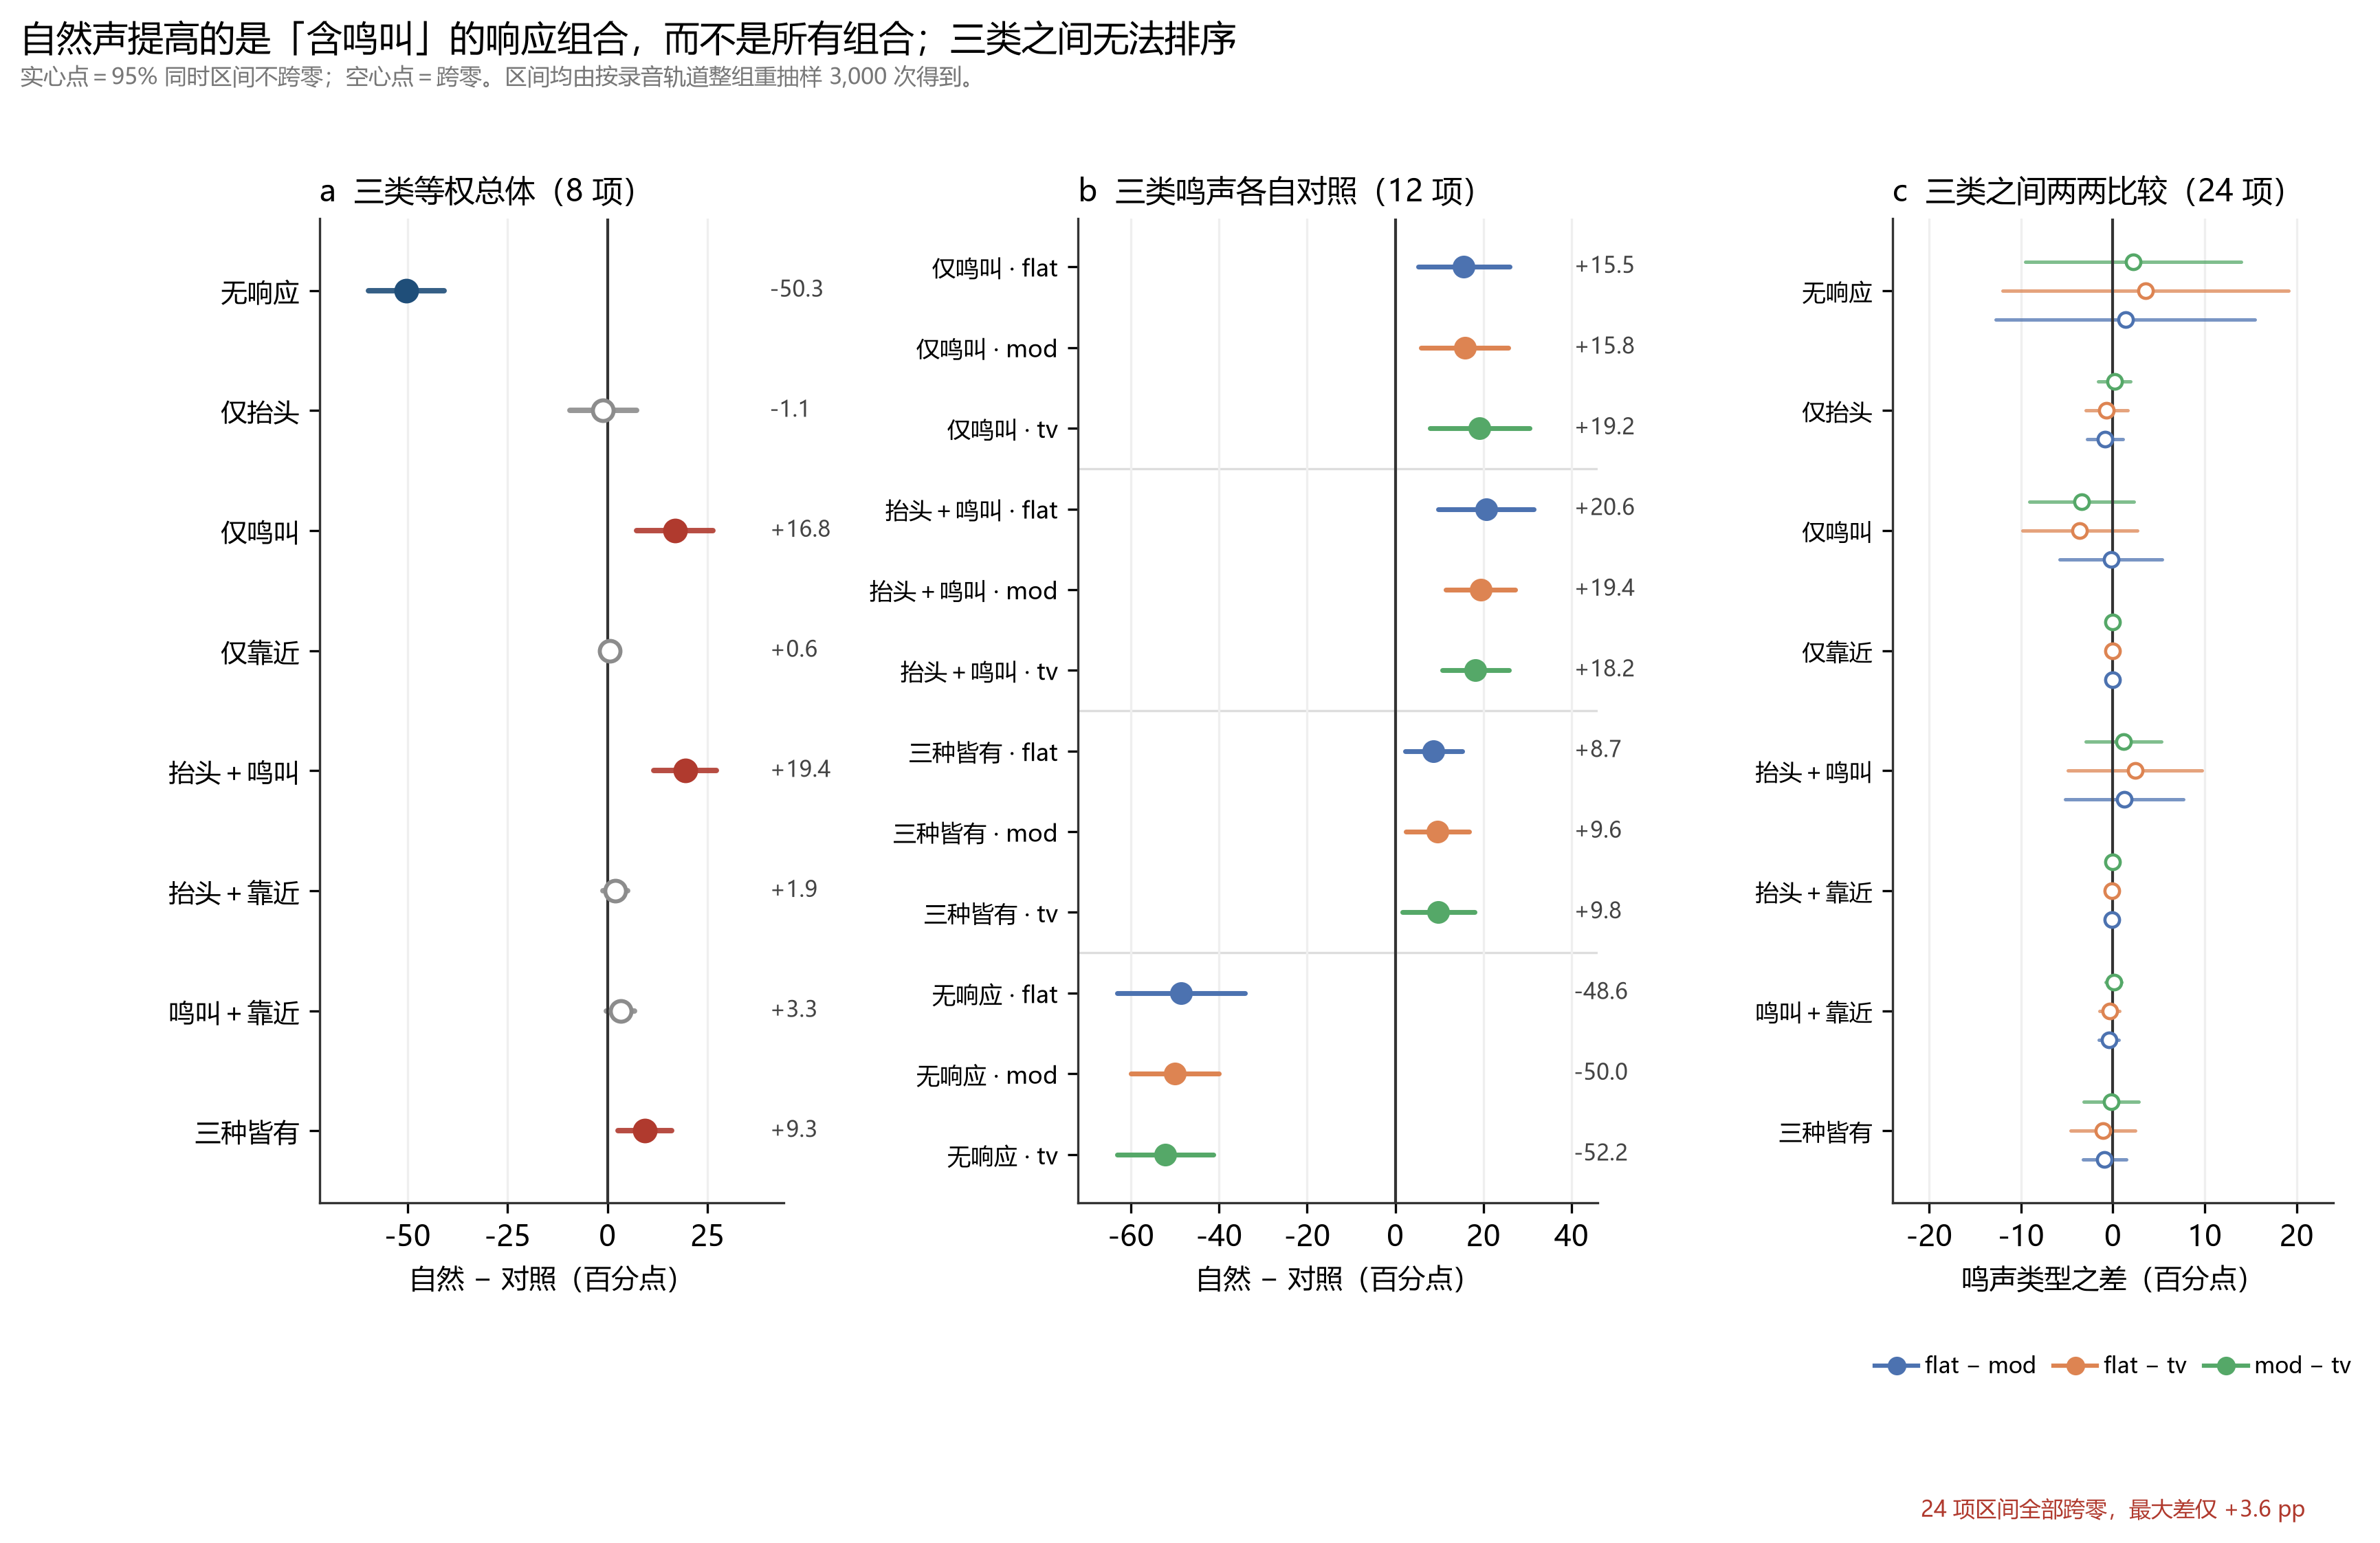 自然声提高的是「含鸣叫」的响应组合，而不是所有组合；三类之间无法排序
实心点＝95% 同时区间不跨零；空心点＝跨零。区间均由按录音轨道整组重抽样 3,000 次得到。
a 三类等权总体（8 项）
无响应
-50.3
仅抬头
-1.1
仅鸣叫
+16.8
仅靠近
+0.6
抬头＋鸣叫
+19.4
抬头＋靠近
+1.9
鸣叫＋靠近
+3.3
三种皆有
+9.3
-50 -25 0 25
自然 − 对照（百分点）
b 三类鸣声各自对照（12 项）
仅鸣叫 · flat
+15.5
仅鸣叫 · mod
+15.8
仅鸣叫 · tv
+19.2
抬头＋鸣叫 · flat
+20.6
抬头＋鸣叫 · mod
+19.4
抬头＋鸣叫 · tv
+18.2
三种皆有 · flat
+8.7
三种皆有 · mod
+9.6
三种皆有 · tv
+9.8
无响应 · flat
-48.6
无响应 · mod
-50.0
无响应 · tv
-52.2
-60 -40 -20 0 20 40
自然 − 对照（百分点）
c 三类之间两两比较（24 项）
无响应
仅抬头
仅鸣叫
仅靠近
抬头＋鸣叫
抬头＋靠近
鸣叫＋靠近
三种皆有
-20 -10 0 10 20
鸣声类型之差（百分点）
flat − mod flat − tv mod − tv
24 项区间全部跨零，最大差仅 +3.6 pp